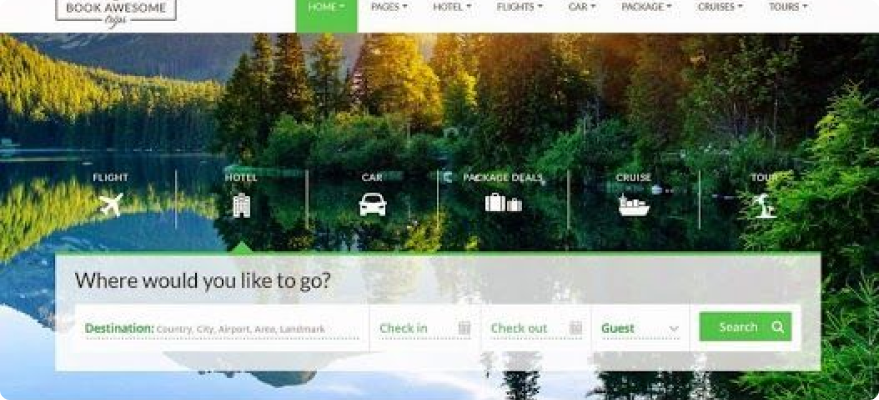 BOOK AWESOME
trips
HOME PAGES HOTEL FLIGHTS CAR PACKAGE CRUISES TOURS
FLIGHT HOTEL CAR PACKAGE DEALS CRUISE TOUR
Where would you like to go?
Destination: Country, City, Airport, Area, Landmark Check in Check out Guest Search